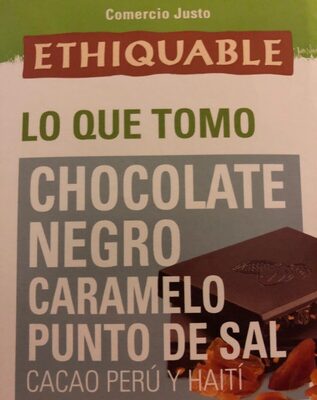 Comercio Justo
ETHIQUABLE
LO QUE TOMO
CHOCOLATE
NEGRO
CARAMELO
PUNTO DE SAL
CACAO PERÚ Y HAITÍ